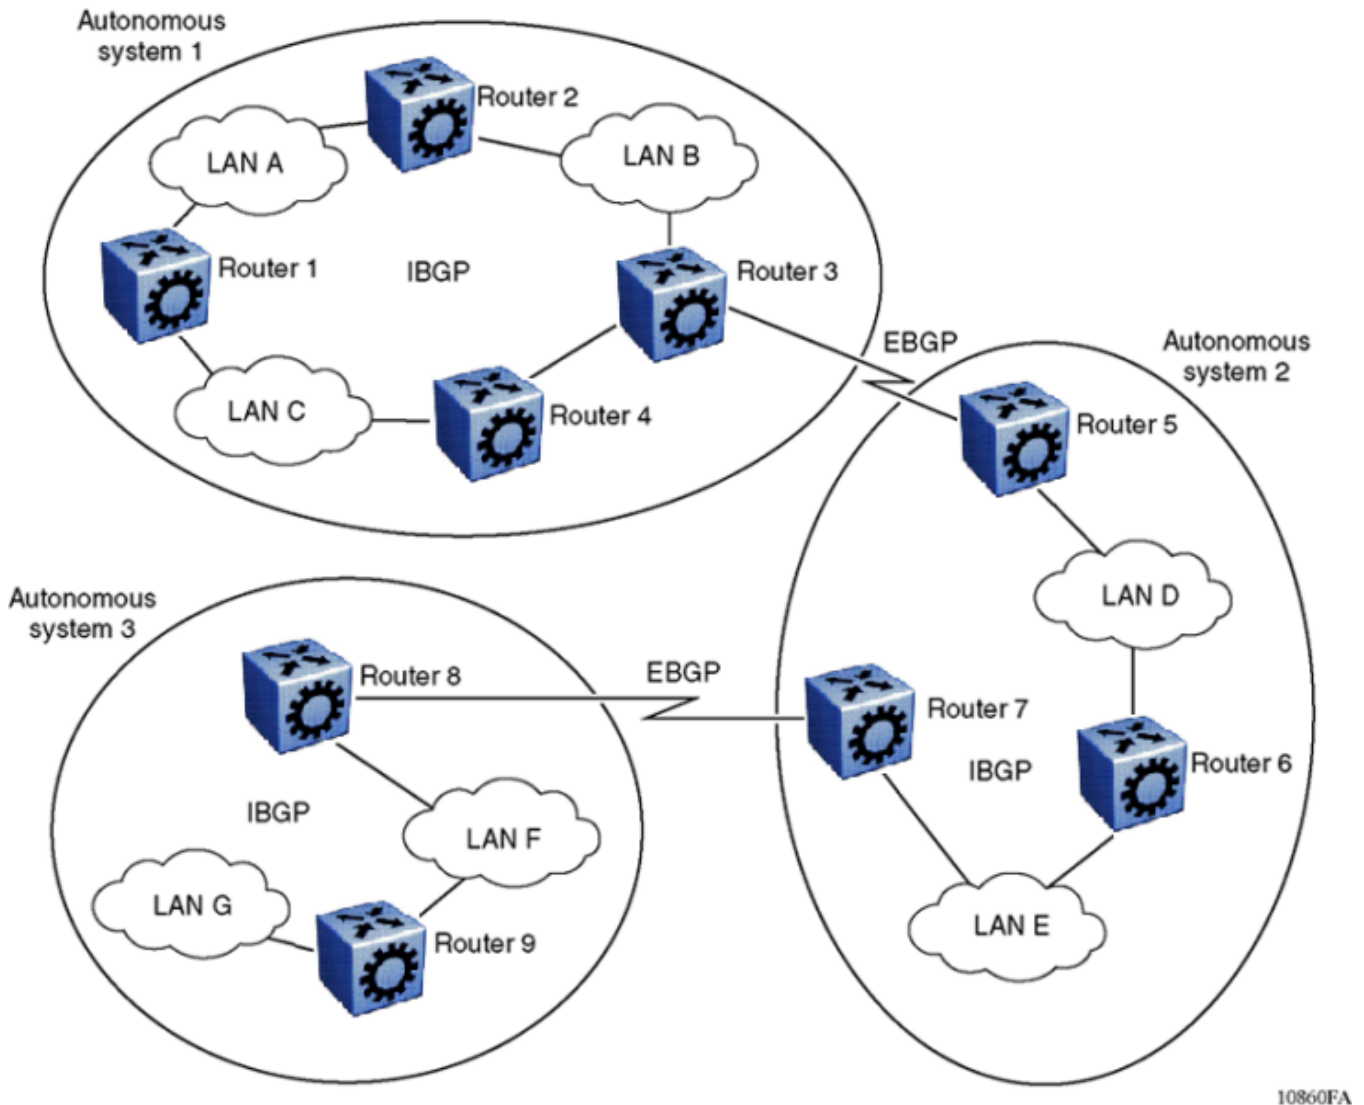 Autonomous
system 1
Router 2
LAN A
LAN B
Router 1
IBGP
Router 3
EBGP
Autonomous
system 2
LAN C
Router 4
Router 5
LAN D
Autonomous
system 3
Router 8
EBGP
Router 7
IBGP
Router 6
IBGP
LAN F
LAN G
Router 9
LAN E
10860FA